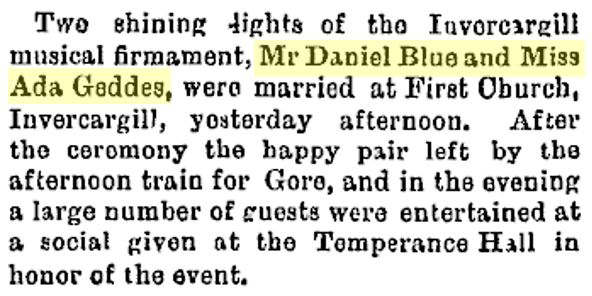 Two shining lights of the Invercargill
musical firmament, Mr Daniel Blue and Miss
Ada Geddes, were married at First Church,
Invercargill, yesterday afternoon. After
the ceremony the happy pair left by the
afternoon train for Gore, and in the evening
a large number of guests were entertained at
a social given at the Temperance Hall in
honor of the event.